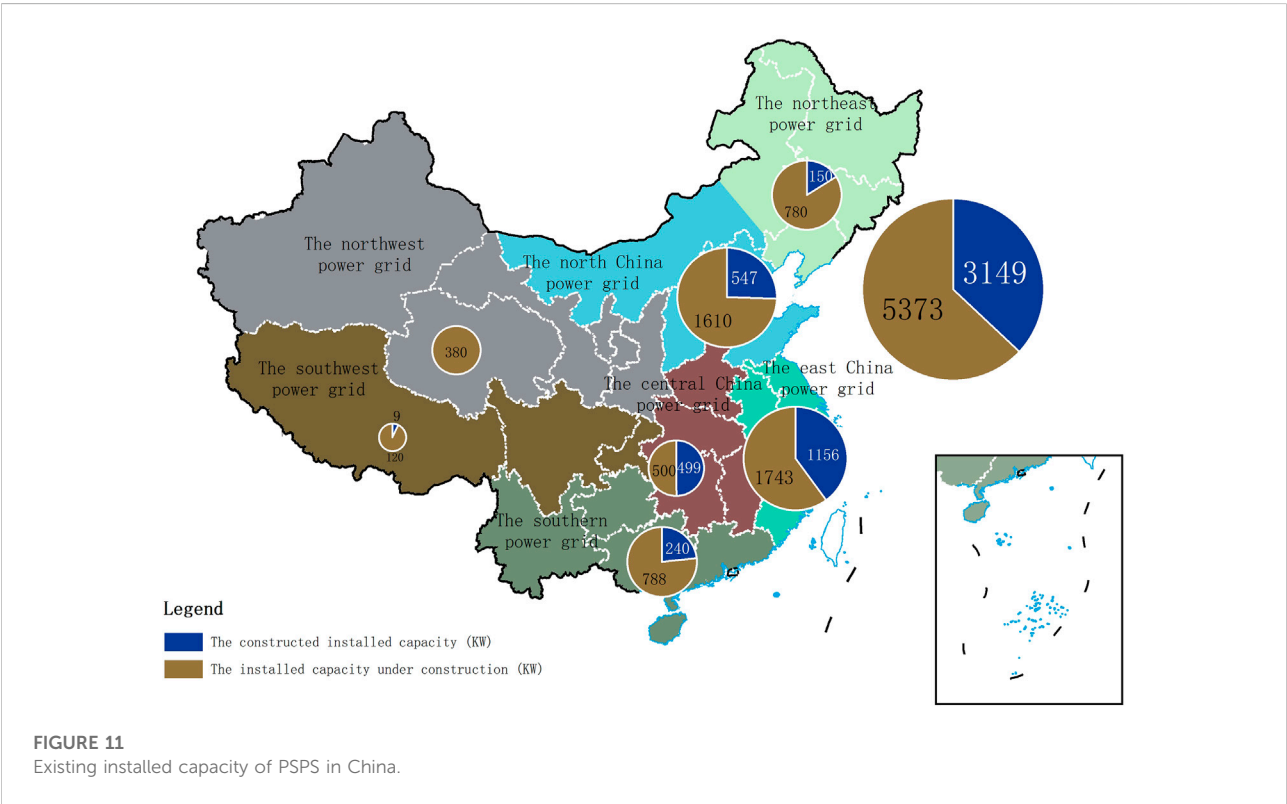 The northeast
power grid
150
780
The northwest
power grid
The north China
power grid
547
1610
3149
5373
380
The southwest
power grid
The central China
power grid
The east China
power grid
9
120
500
499
1156
1743
The southern
power grid
240
788
Legend
The constructed installed capacity (KW)
The installed capacity under construction (KW)
FIGURE 11
Existing installed capacity of PSPS in China.